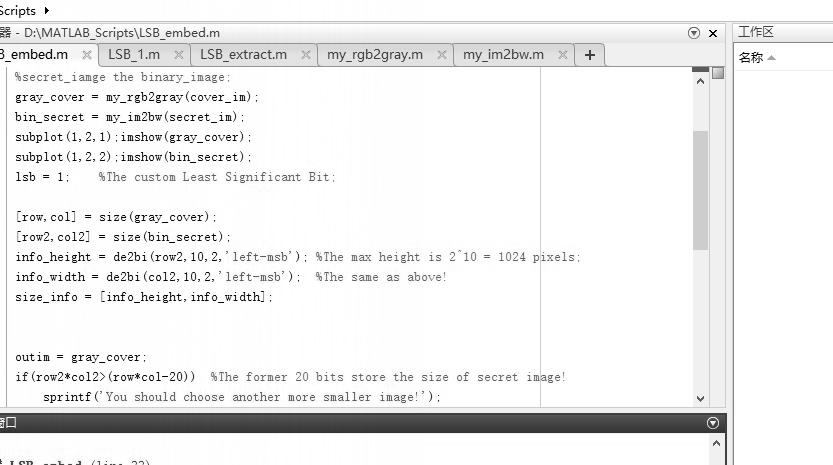 Scripts
器 - D:\MATLAB_Scripts\LSB_embed.m
B_embed.m LSB_1.m LSB_extract.m my_rgb2gray.m my_im2bw.m +
工作区
名称
%secret_iamge the binary_image;
gray_cover = my_rgb2gray(cover_im);
bin_secret = my_im2bw(secret_im);
subplot(1,2,1);imshow(gray_cover);
subplot(1,2,2);imshow(bin_secret);
lsb = 1; %The custom Least Significant Bit;
[row,col] = size(gray_cover);
[row2,col2] = size(bin_secret);
info_height = de2bi(row2,10,2,'left-msb'); %The max height is 2^10 = 1024 pixels;
info_width = de2bi(col2,10,2,'left-msb'); %The same as above!
size_info = [info_height,info_width];
outim = gray_cover;
if(row2*col2>(row*col-20)) %The former 20 bits store the size of secret image!
sprintf('You should choose another more smaller image!');
窗口
LSB_embed (line 22)